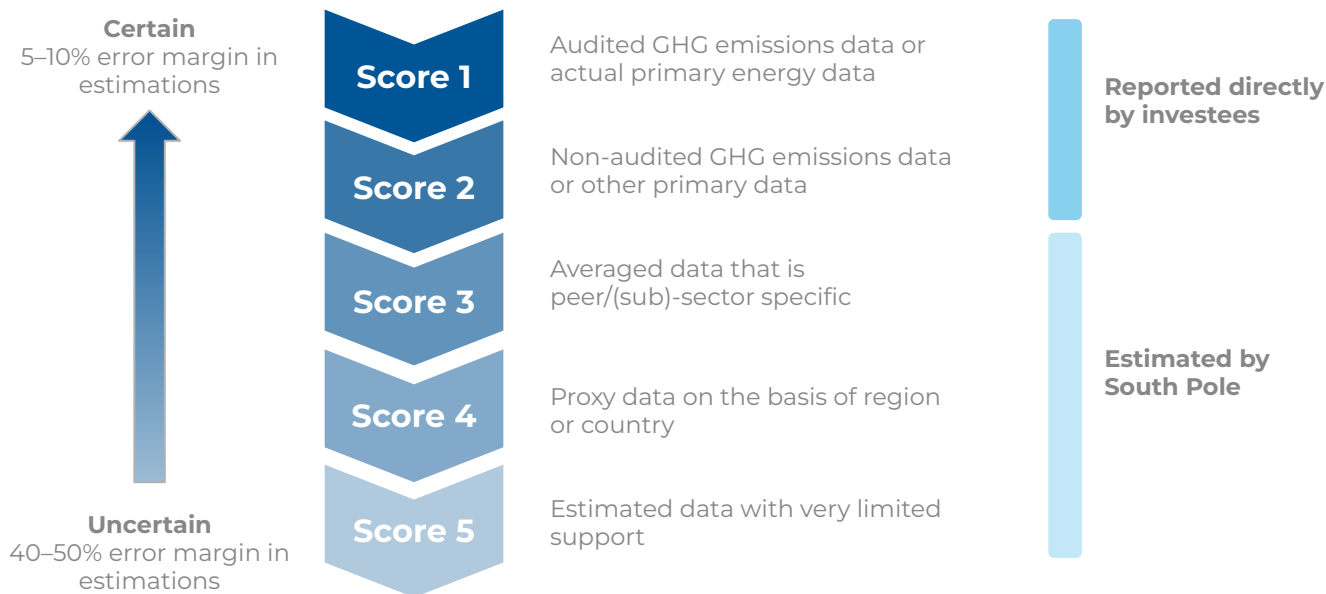 Certain
5–10% error margin in
estimations
Score 1
Audited GHG emissions data or
actual primary energy data
Reported directly
by investees
Score 2
Non-audited GHG emissions data
or other primary data
Score 3
Averaged data that is
peer/(sub)-sector specific
Estimated by
South Pole
Score 4
Proxy data on the basis of region
or country
Uncertain
40–50% error margin in
estimations
Score 5
Estimated data with very limited
support